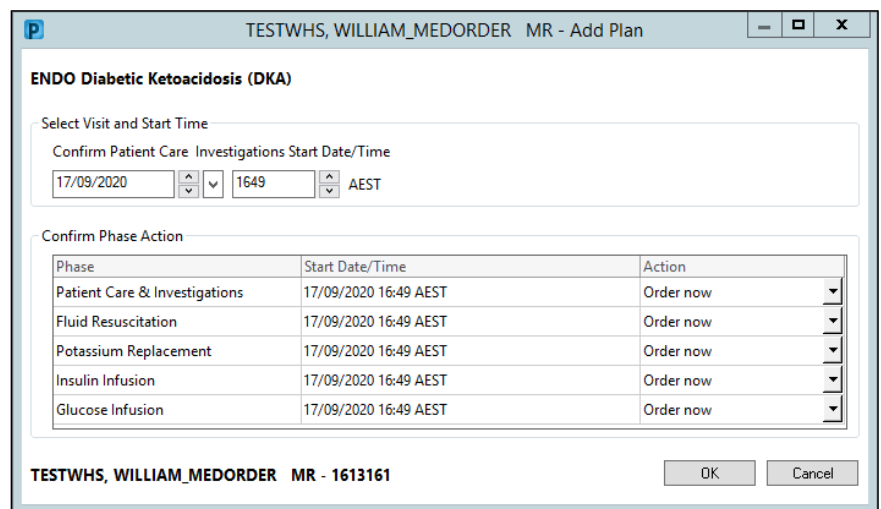 P TESTWHS, WILLIAM_MEDORDER MR - Add Plan
ENDO Diabetic Ketoacidosis (DKA)
Select Visit and Start Time
Confirm Patient Care Investigations Start Date/Time
17/09/2020 1649 AEST
Confirm Phase Action
Phase Start Date/Time Action
Patient Care & Investigations 17/09/2020 16:49 AEST Order now
Fluid Resuscitation 17/09/2020 16:49 AEST Order now
Potassium Replacement 17/09/2020 16:49 AEST Order now
Insulin Infusion 17/09/2020 16:49 AEST Order now
Glucose Infusion 17/09/2020 16:49 AEST Order now
TESTWHS, WILLIAM_MEDORDER MR - 1613161 OK Cancel